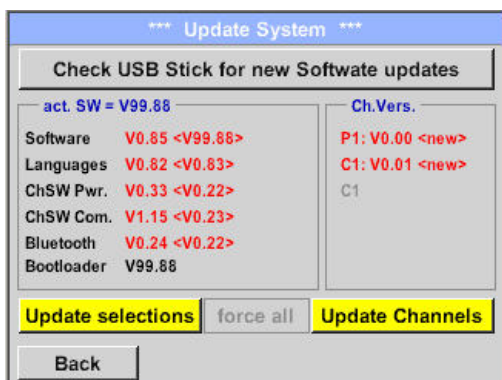 *** Update System ***
Check USB Stick for new Softwate updates
act. SW = V99.88
Software V0.85 <V99.88>
Languages V0.82 <V0.83>
ChSW Pwr. V0.33 <V0.22>
ChSW Com. V1.15 <V0.23>
Bluetooth V0.24 <V0.22>
Bootloader V99.88
Ch.Vers.
P1: V0.00 <new>
C1: V0.01 <new>
C1
Update selections
force all
Update Channels
Back